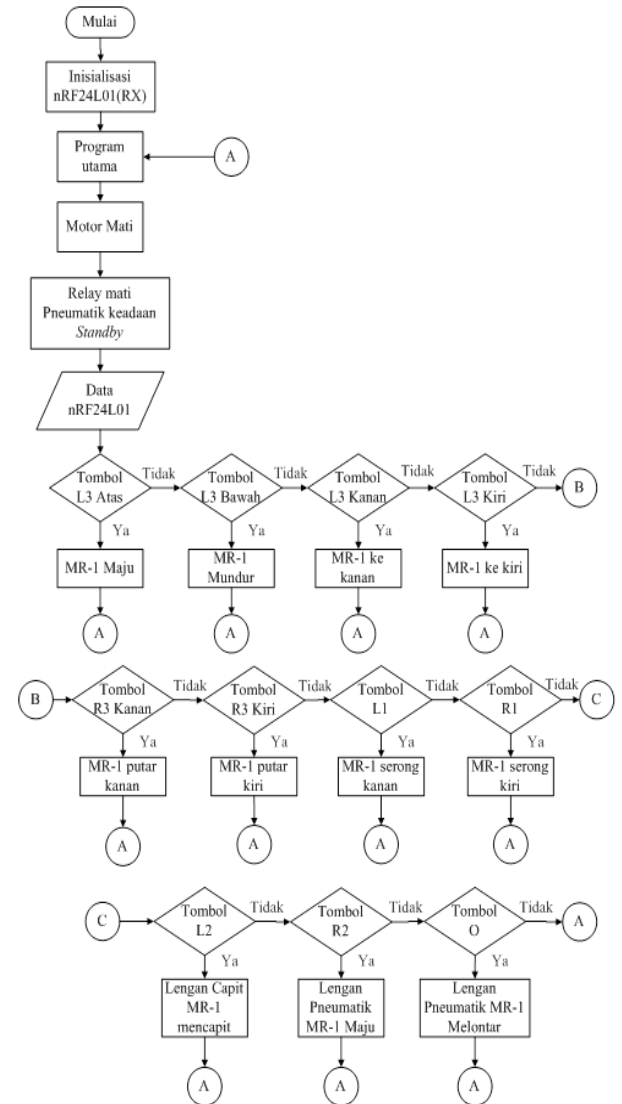 Mulai
Inisialisasi
nRF24L01(RX)
Program
utama
A
Motor Mati
Relay mati
Pneumatik keadaan
Standby
Data
nRF24L01
Tombol
L3 Atas
Tidak
Tombol
L3 Bawah
Tidak
Tombol
L3 Kanan
Tidak
Tombol
L3 Kiri
Tidak
B
Ya
Ya
Ya
Ya
MR-1 Maju
MR-1
Mundur
MR-1 ke
kanan
MR-1 ke kiri
A
A
A
A
B
Tombol
R3 Kanan
Tidak
Tombol
R3 Kiri
Tidak
Tombol
L1
Tidak
Tombol
R1
Tidak
C
Ya
Ya
Ya
Ya
MR-1 putar
kanan
MR-1 putar
kiri
MR-1 serong
kanan
MR-1 serong
kiri
A
A
A
A
C
Tombol
L2
Tidak
Tombol
R2
Tidak
Tombol
O
Tidak
A
Ya
Ya
Ya
Lengan Capit
MR-1
mencapit
Lengan
Pneumatik
MR-1 Maju
Lengan
Pneumatik MR-1
Melontar
A
A
A